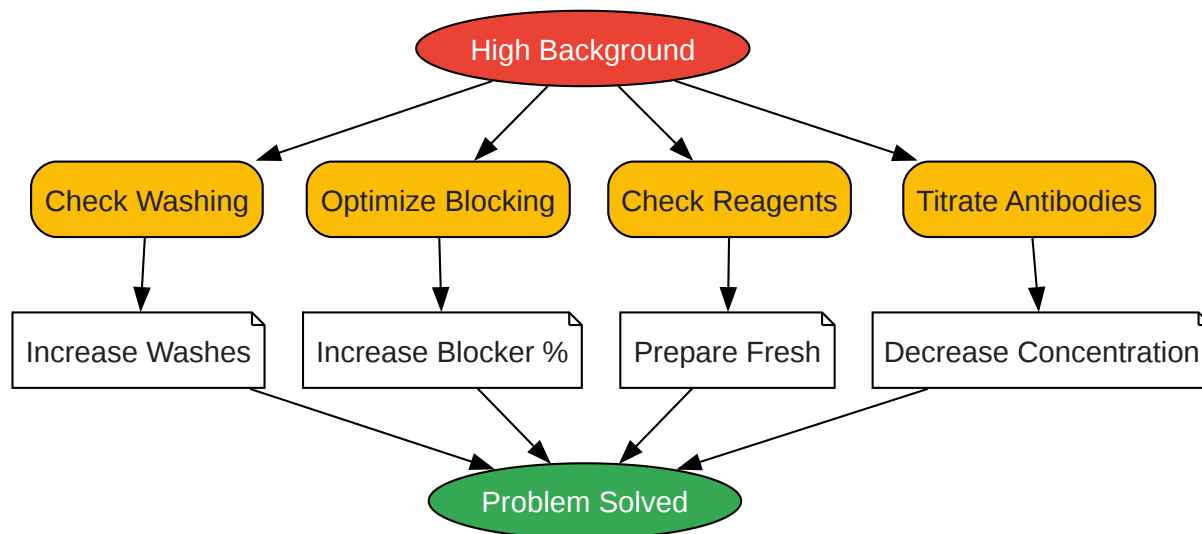 High Background
Check Washing
Optimize Blocking
Check Reagents
Titrate Antibodies
Increase Washes
Increase Blocker %
Prepare Fresh
Decrease Concentration
Problem Solved